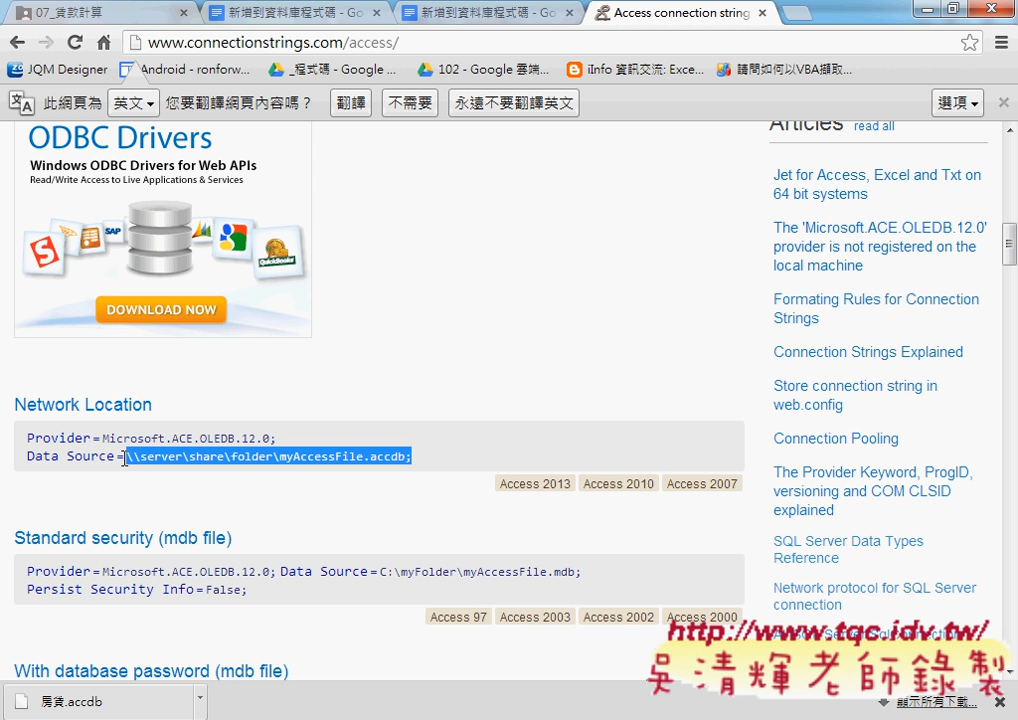 07_貸款計算
新增到資料庫程式碼 - Go
新增到資料庫程式碼 - Go
Access connection string
www.connectionstrings.com/access/
JQM Designer
Android - ronforw...
_程式碼 - Google ...
102 - Google 雲端...
iInfo 資訊交流: Exce...
請問如何以VBA擷取...
此網頁為 英文 您要翻譯網頁內容嗎？ 翻譯 不需要 永遠不要翻譯英文 選項
ODBC Drivers
Windows ODBC Drivers for Web APIs
Read/Write Access to Live Applications & Services
SAP
QuickBooks
DOWNLOAD NOW
Network Location
Provider=Microsoft.ACE.OLEDB.12.0;
Data Source=\\server\share\folder\myAccessFile.accdb;
Access 2013 Access 2010 Access 2007
Standard security (mdb file)
Provider=Microsoft.ACE.OLEDB.12.0; Data Source=C:\myFolder\myAccessFile.mdb;
Persist Security Info=False;
Access 97 Access 2003 Access 2002 Access 2000
With database password (mdb file)
Articles read all
Jet for Access, Excel and Txt on
64 bit systems
The 'Microsoft.ACE.OLEDB.12.0'
provider is not registered on the
local machine
Formating Rules for Connection
Strings
Connection Strings Explained
Store connection string in
web.config
Connection Pooling
The Provider Keyword, ProgID,
versioning and COM CLSID
explained
SQL Server Data Types
Reference
Network protocol for SQL Server
connection
http://www.tqc.idv.tw/
吳清輝老師錄製
房貸.accdb
顯示所有下載...